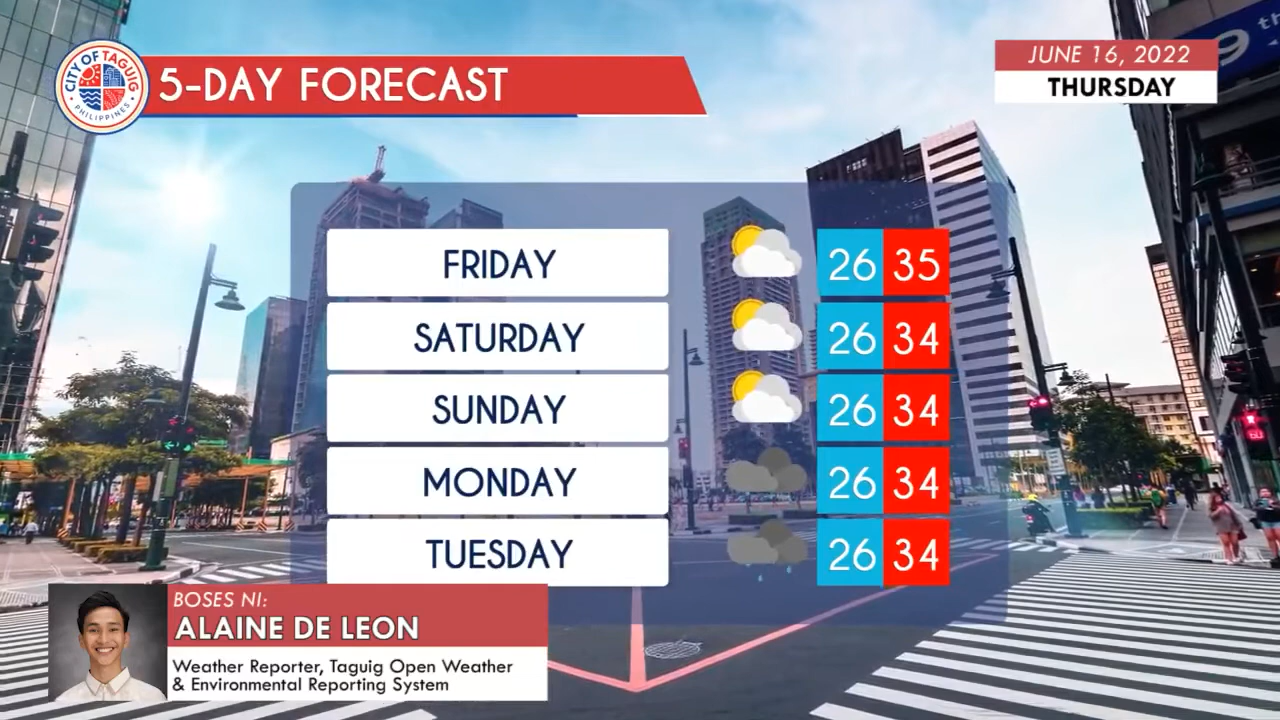 CITY OF TAGUIG
PHILIPPINES
5-DAY FORECAST
JUNE 16, 2022
THURSDAY
9 th
FRIDAY 26 35
SATURDAY 26 34
SUNDAY 26 34
MONDAY 26 34
TUESDAY 26 34
BOSES NI:
ALAINE DE LEON
Weather Reporter, Taguig Open Weather
& Environmental Reporting System